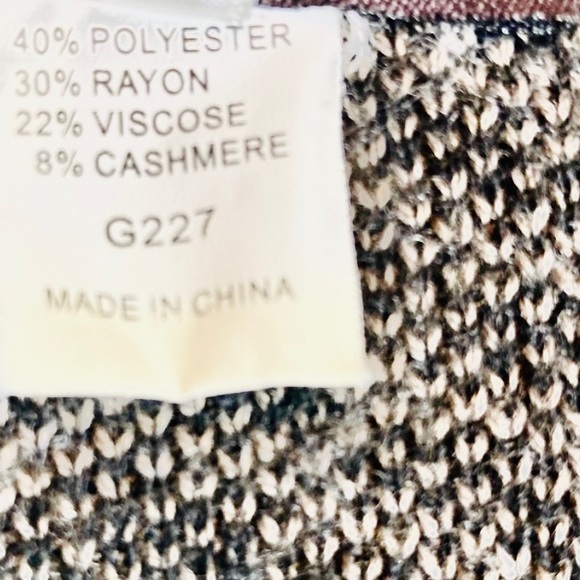 40% POLYESTER
30% RAYON
22% VISCOSE
8% CASHMERE
G227
MADE IN CHINA